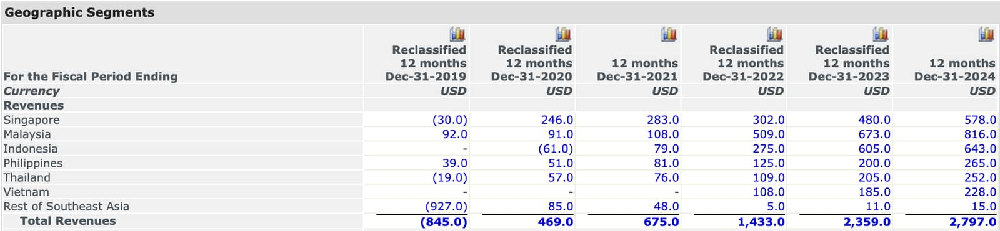 Geographic Segments
For the Fiscal Period Ending Reclassified 12 months Dec-31-2019 Reclassified 12 months Dec-31-2020 12 months Dec-31-2021 Reclassified 12 months Dec-31-2022 Reclassified 12 months Dec-31-2023 12 months Dec-31-2024
Currency USD USD USD USD USD USD
Revenues
Singapore (30.0) 246.0 283.0 302.0 480.0 578.0
Malaysia 92.0 91.0 108.0 509.0 673.0 816.0
Indonesia - (61.0) 79.0 275.0 605.0 643.0
Philippines 39.0 51.0 81.0 125.0 200.0 265.0
Thailand (19.0) 57.0 76.0 109.0 205.0 252.0
Vietnam - - - 108.0 185.0 228.0
Rest of Southeast Asia (927.0) 85.0 48.0 5.0 11.0 15.0
Total Revenues (845.0) 469.0 675.0 1,433.0 2,359.0 2,797.0